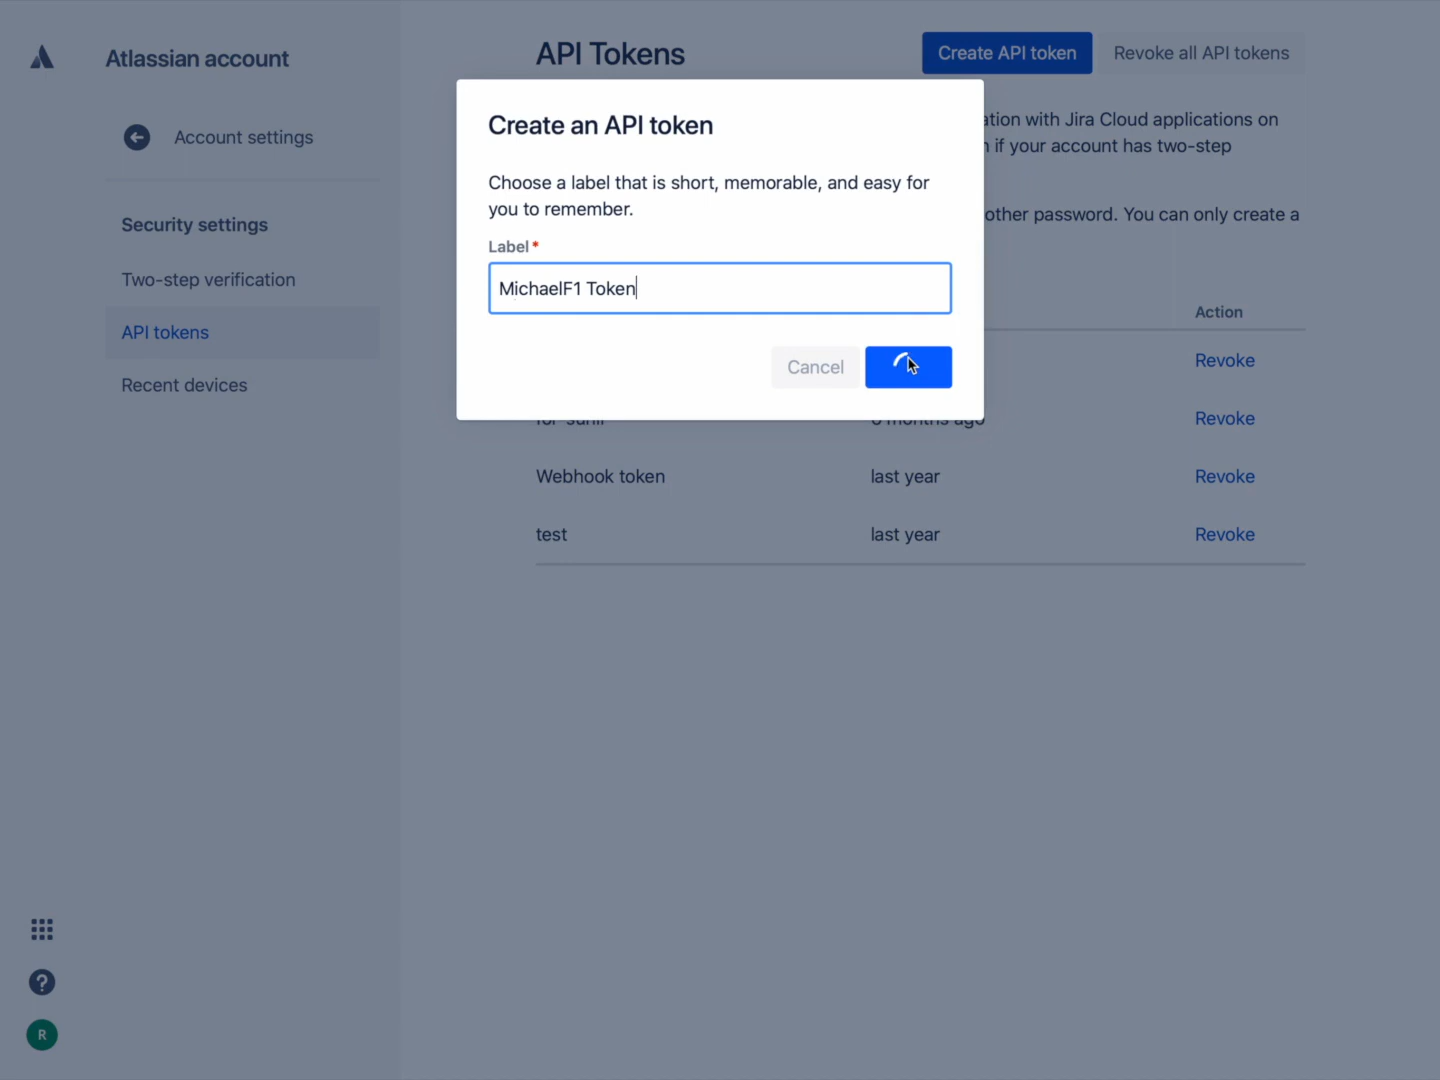 Atlassian account
Account settings
Security settings
Two-step verification
API tokens
Recent devices
R
API Tokens
Create API token
Revoke all API tokens
ation with Jira Cloud applications on
if your account has two-step
other password. You can only create a
Create an API token
Choose a label that is short, memorable, and easy for
you to remember.
Label*
MichaelF1 Token
Cancel
Action
Revoke
months ago Revoke
Webhook token last year Revoke
test last year Revoke